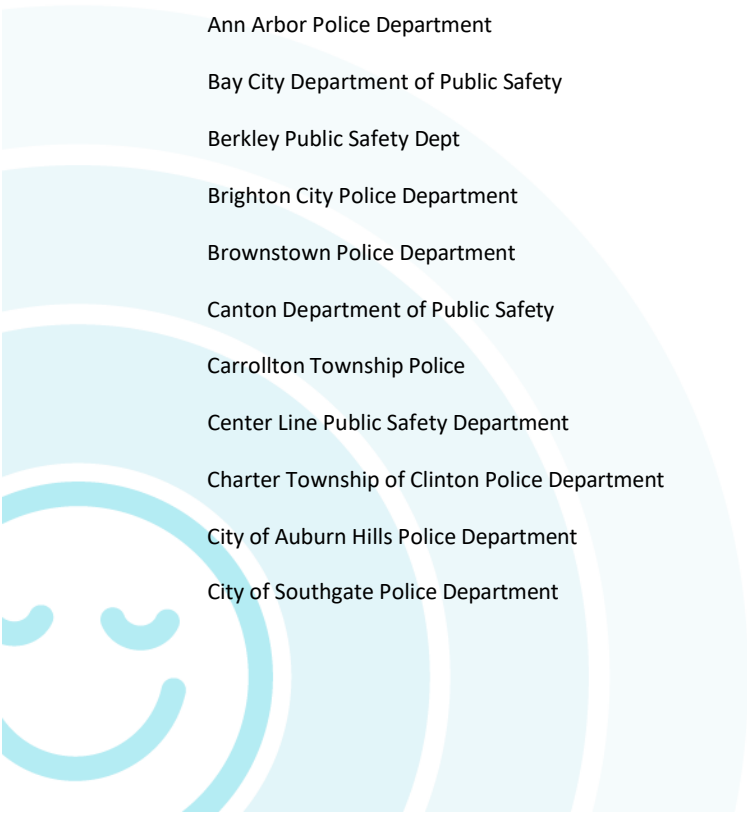 Ann Arbor Police Department
Bay City Department of Public Safety
Berkley Public Safety Dept
Brighton City Police Department
Brownstown Police Department
Canton Department of Public Safety
Carrollton Township Police
Center Line Public Safety Department
Charter Township of Clinton Police Department
City of Auburn Hills Police Department
City of Southgate Police Department